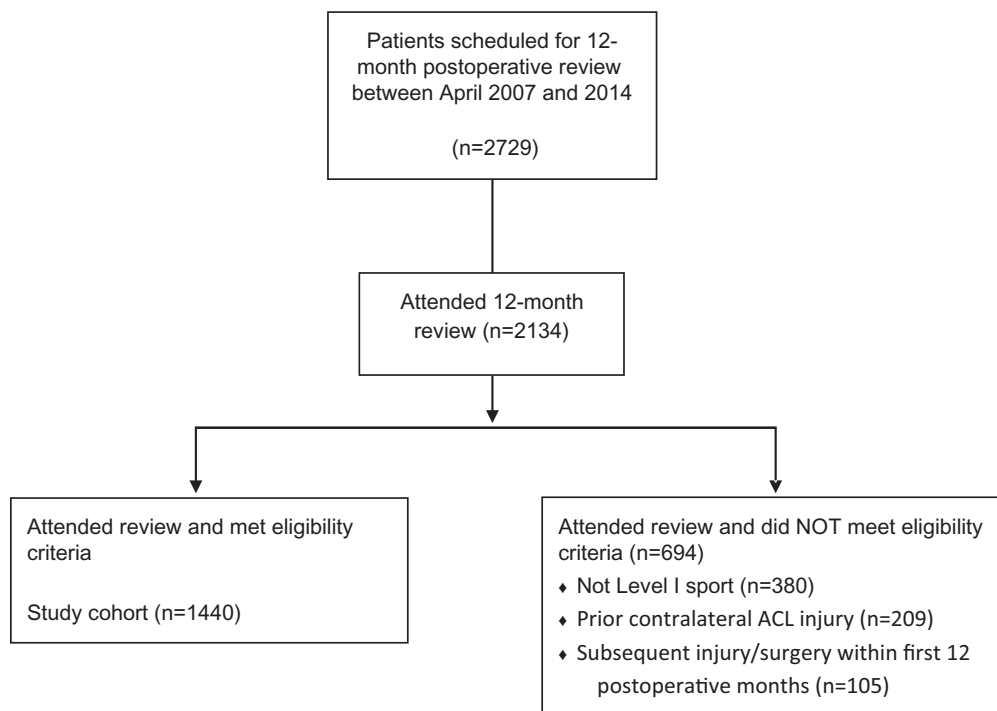 Patients scheduled for 12-
month postoperative review
between April 2007 and 2014
(n=2729)
Attended 12-month
review (n=2134)
Attended review and met eligibility
criteria
Study cohort (n=1440)
Attended review and did NOT meet eligibility
criteria (n=694)
♦ Not Level I sport (n=380)
♦ Prior contralateral ACL injury (n=209)
♦ Subsequent injury/surgery within first 12
postoperative months (n=105)